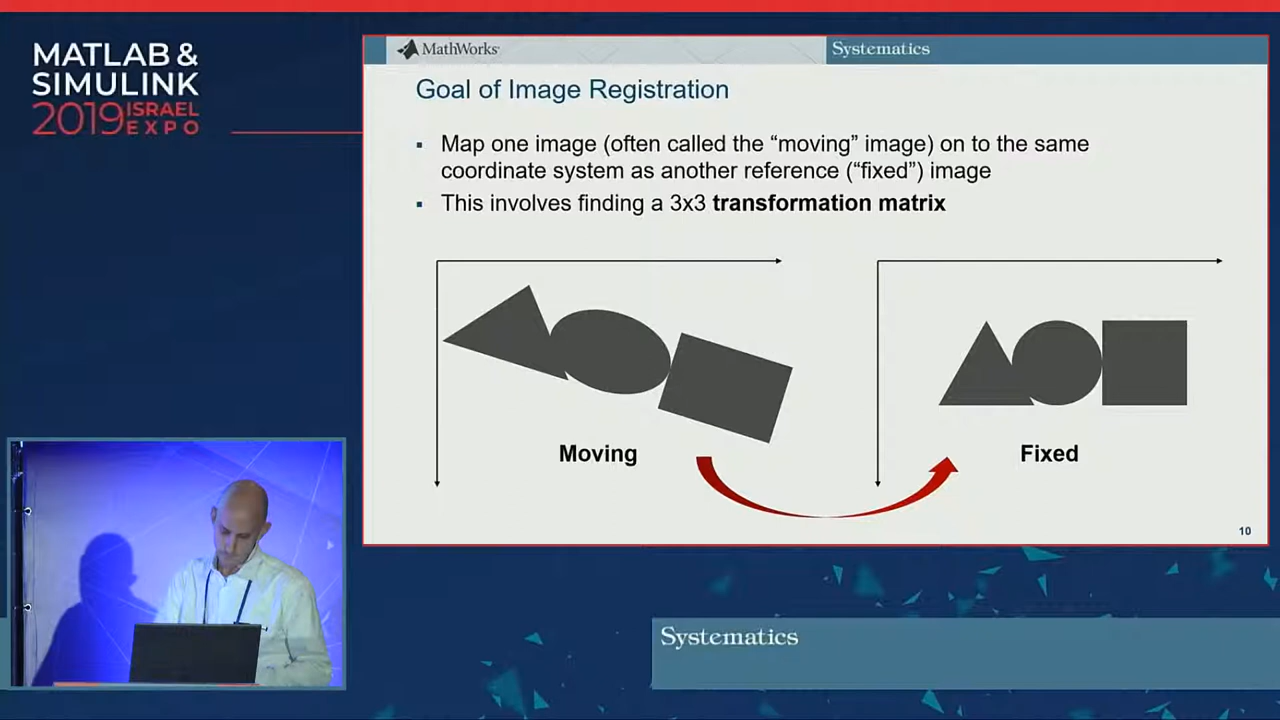 MATLAB &
SIMULINK
2019 ISRAEL
EXPO
MathWorks
Systematics
Goal of Image Registration
▪ Map one image (often called the “moving” image) on to the same
coordinate system as another reference (“fixed”) image
▪ This involves finding a 3x3 transformation matrix
Moving
Fixed
10
Systematics